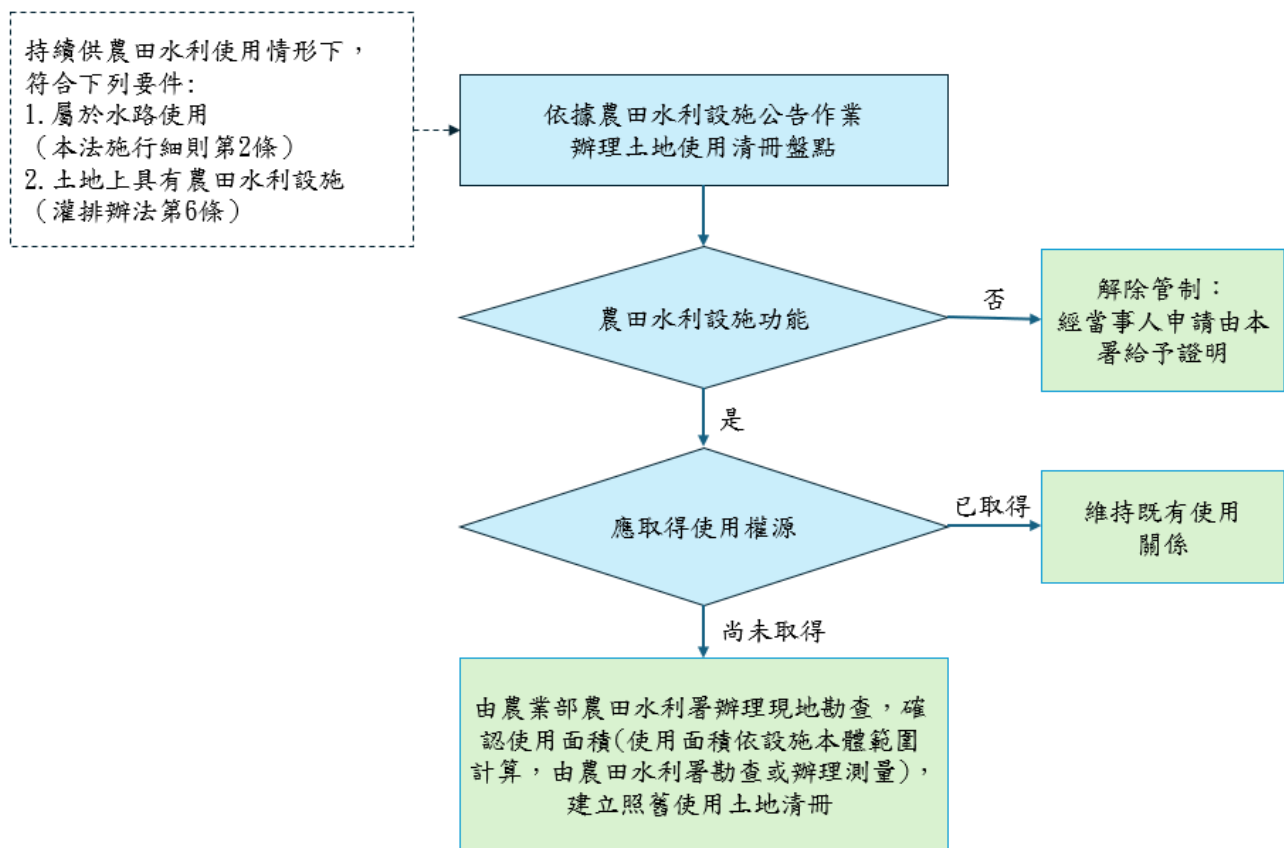 持續供農田水利使用情形下，
符合下列要件:
1.屬於水路使用
（本法施行細則第2條）
2.土地上具有農田水利設施
（灌排辦法第6條）
依據農田水利設施公告作業
辦理土地使用清冊盤點
農田水利設施功能
否
解除管制：
經當事人申請由本
署給予證明
是
應取得使用權源
已取得
維持既有使用
關係
尚未取得
由農業部農田水利署辦理現地勘查，確
認使用面積(使用面積依設施本體範圍
計算，由農田水利署勘查或辦理測量)，
建立照舊使用土地清冊